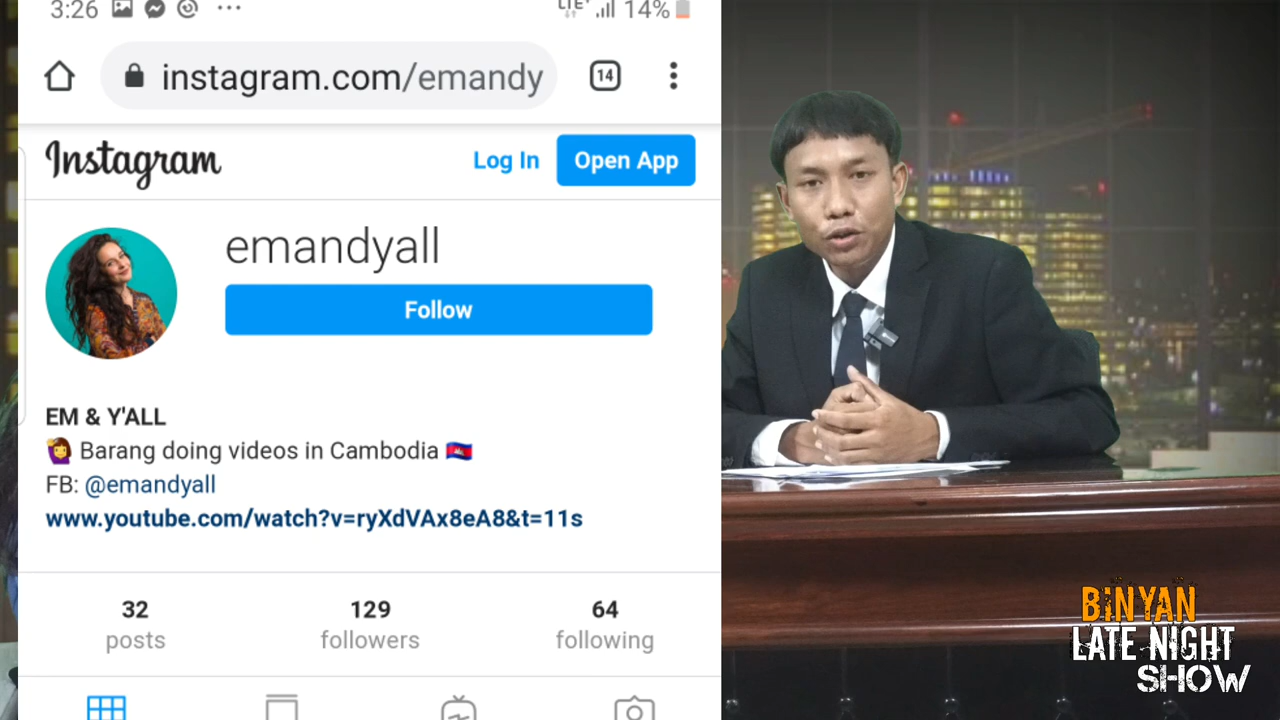 3:26
LTE+
14%
instagram.com/emandy
14
Instagram
Log In
Open App
emandyall
Follow
EM & Y'ALL
Barang doing videos in Cambodia
FB: @emandyall
www.youtube.com/watch?v=ryXdVAx8eA8&t=11s
32
129
64
posts
followers
following
BINYAN
LATE NIGHT
SHOW